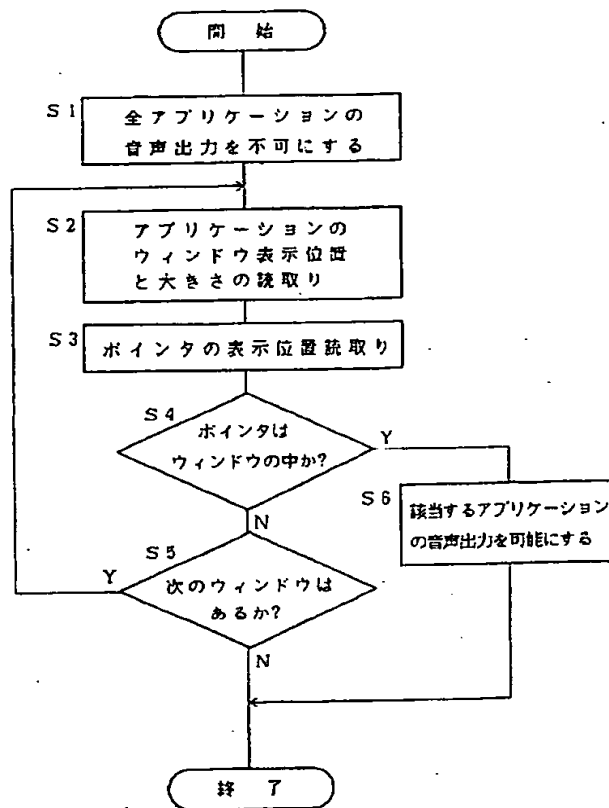 開始
S1
全アプリケーションの
音声出力を不可にする
S2
アプリケーションの
ウィンドウ表示位置
と大きさの読取り
S3
ポインタの表示位置読取り
S4
ポインタは
ウィンドウの中か?
Y
N
S6
該当するアプリケーション
の音声出力を可能にする
S5
次のウィンドウは
あるか?
Y
N
終了